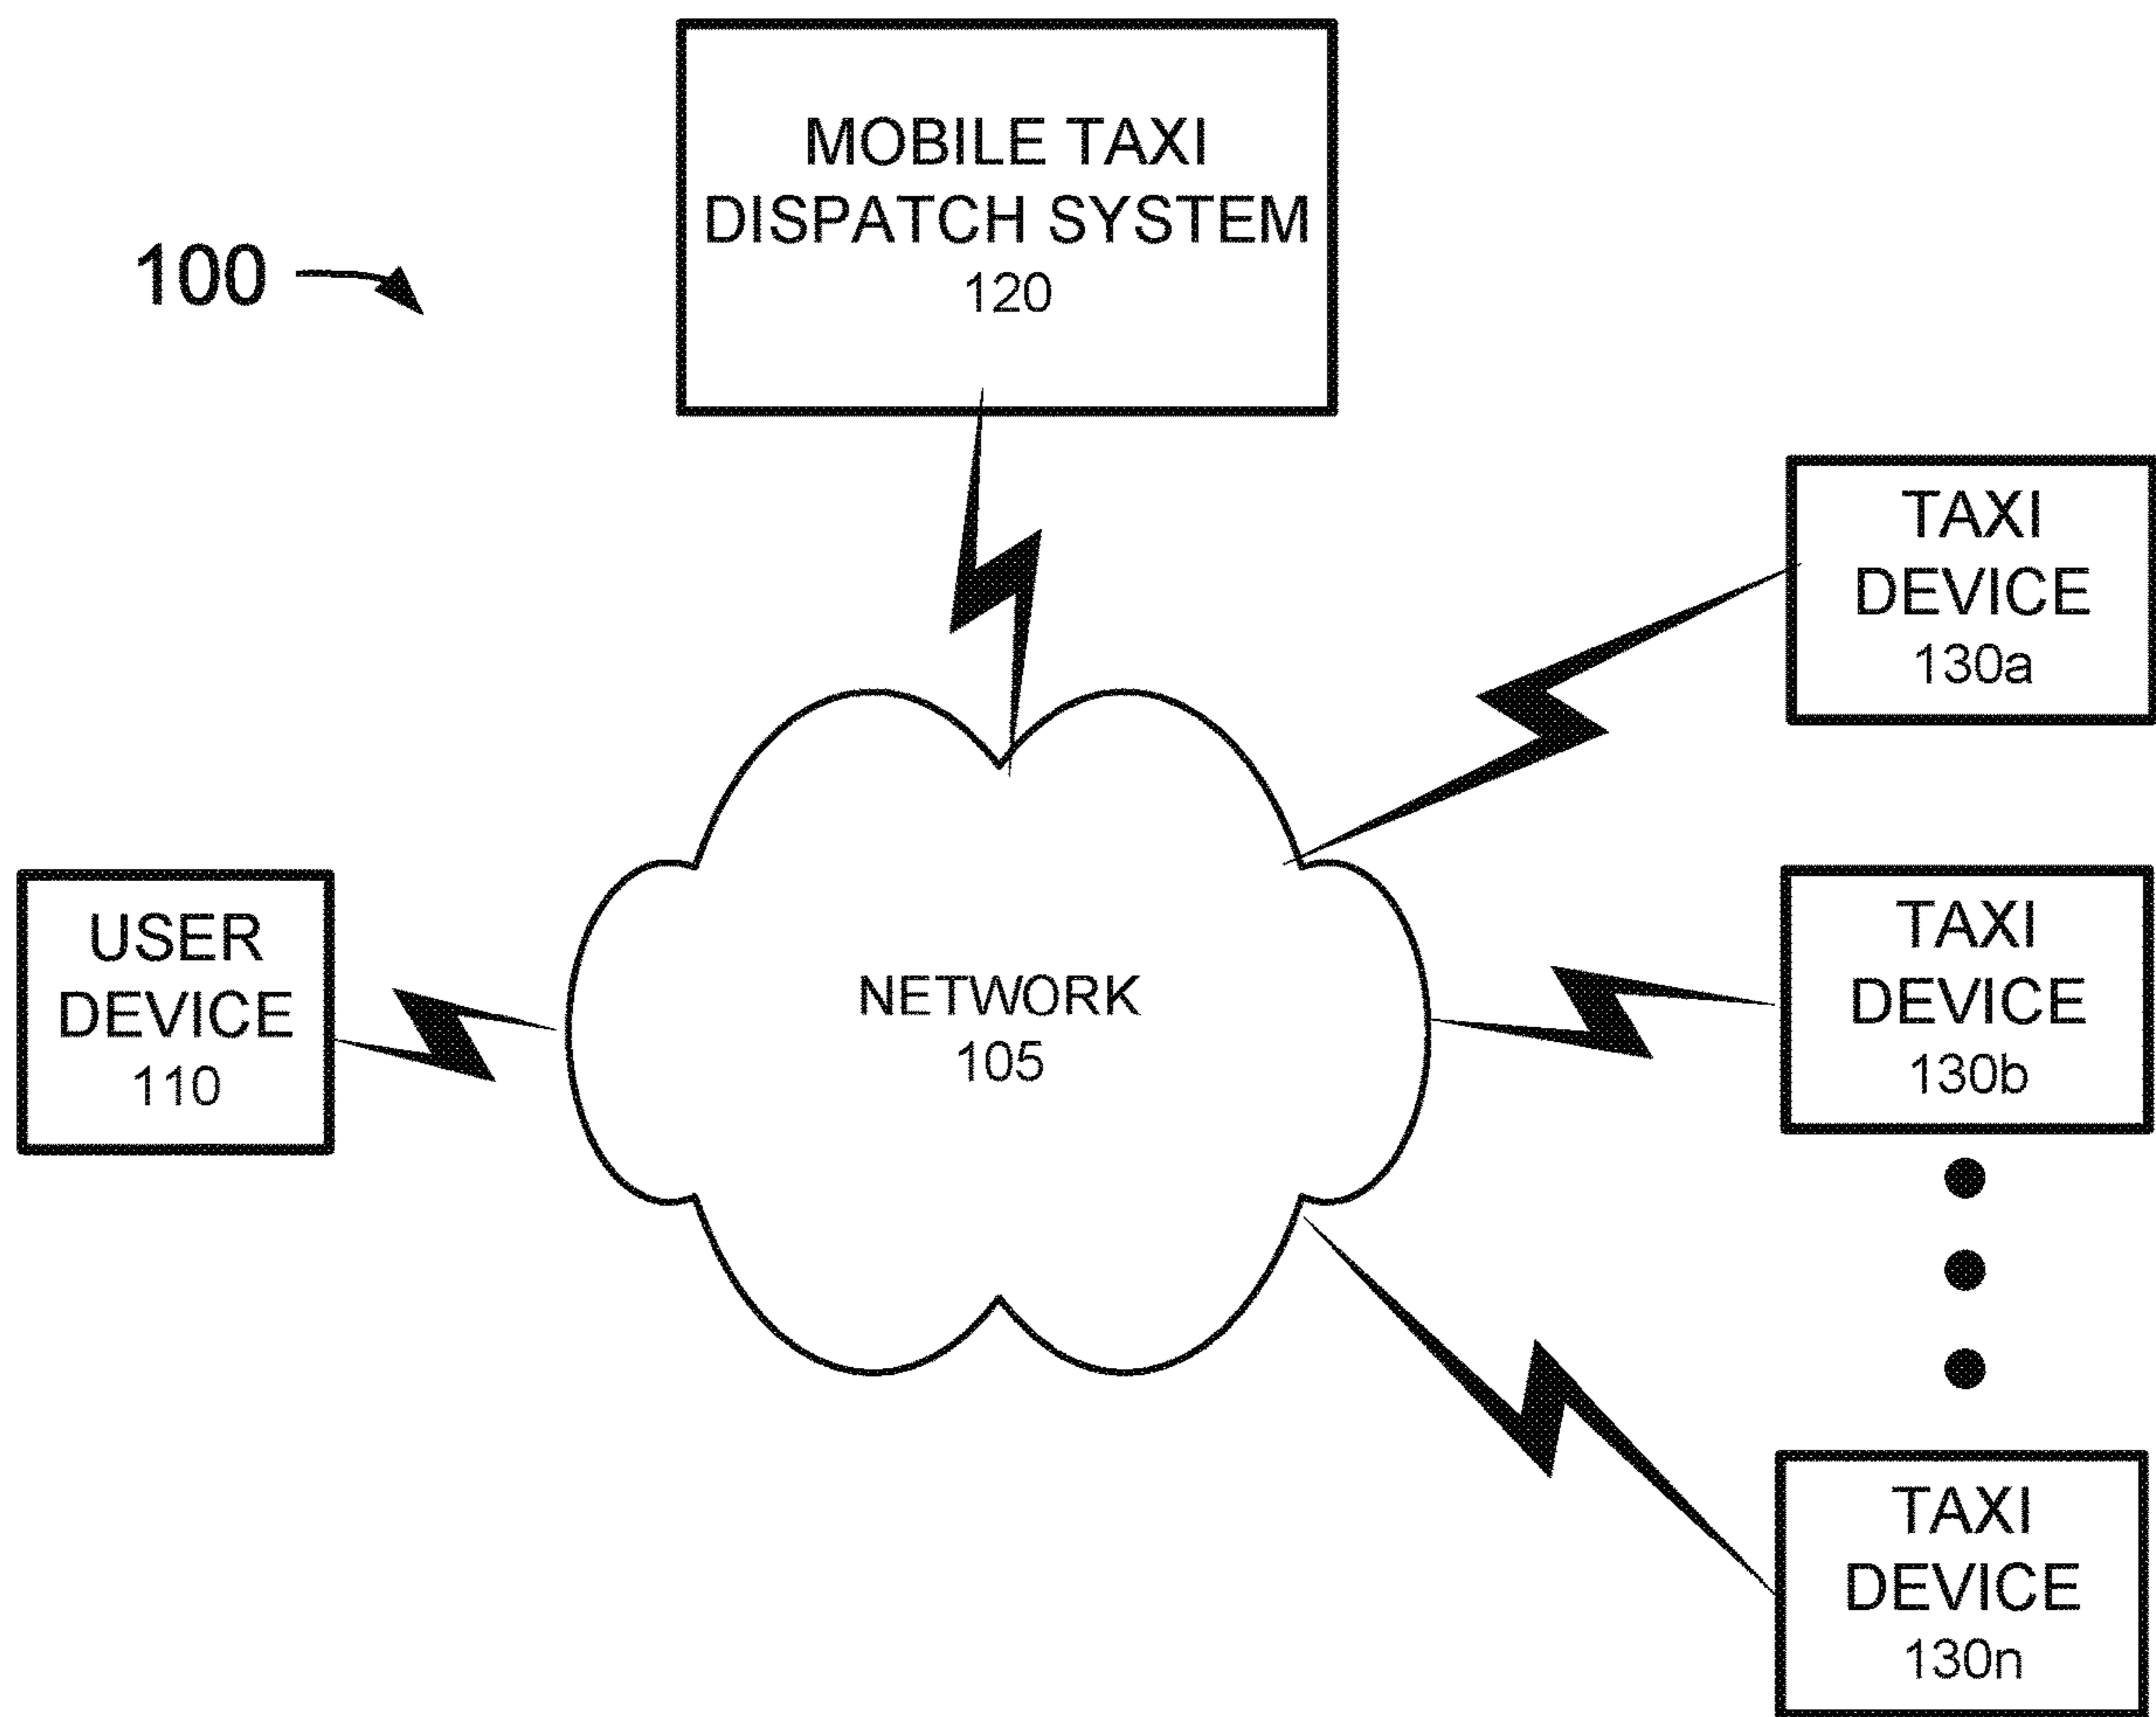 MOBILE TAXI
DISPATCH SYSTEM
120
100
TAXI
DEVICE
130a
USER
DEVICE
110
NETWORK
105
TAXI
DEVICE
130b
TAXI
DEVICE
130n